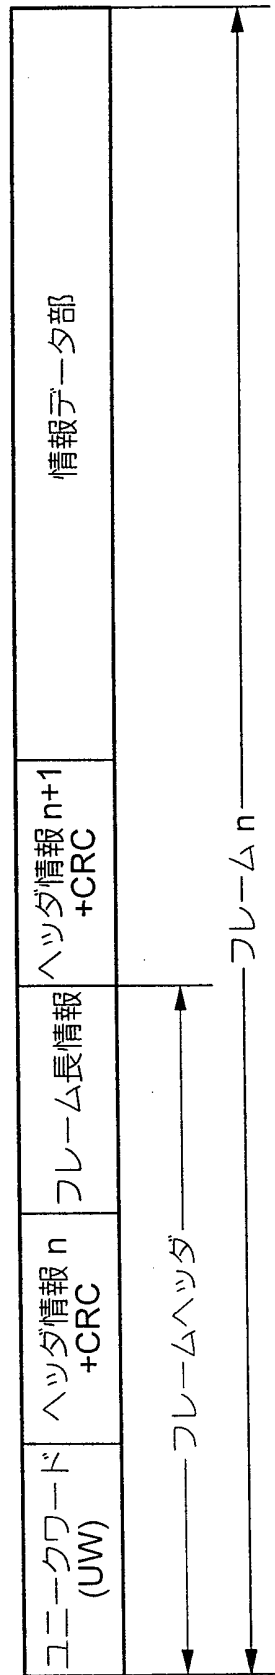 ユニークワード
(UW)
ヘッダ情報 n
+CRC
フレーム長情報
ヘッダ情報 n+1
+CRC
情報データ部
フレームヘッダ
フレーム n